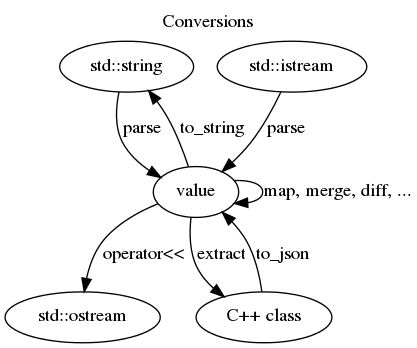 Conversions
std::string
std::istream
parse
to_string
parse
value
map, merge, diff, ...
operator<<
extract
to_json
std::ostream
C++ class